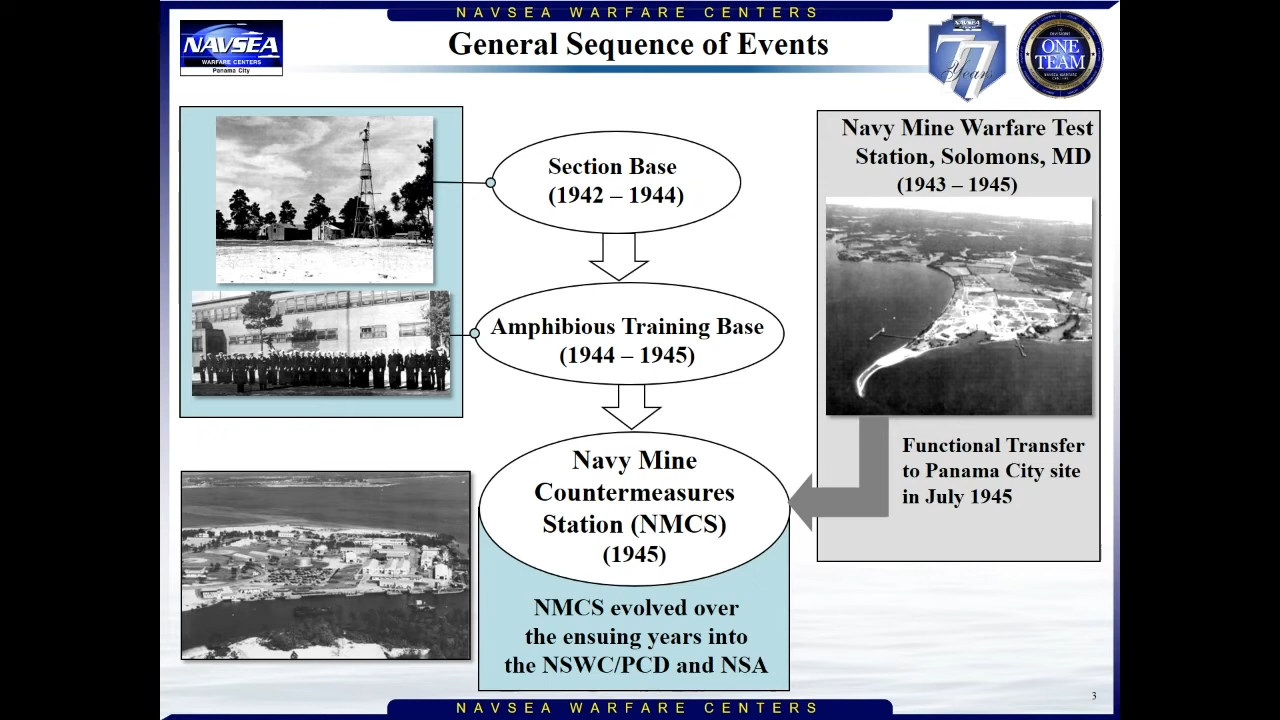 NAVSEA WARFARE CENTERS
NAVSEA
WARFARE CENTERS
Panama City
General Sequence of Events
NAVSEA
77
Years
ONE
TEAM
Section Base
(1942 – 1944)
Amphibious Training Base
(1944 – 1945)
Navy Mine
Countermeasures
Station (NMCS)
(1945)
NMCS evolved over
the ensuing years into
the NSWC/PCD and NSA
Navy Mine Warfare Test
Station, Solomons, MD
(1943 – 1945)
Functional Transfer
to Panama City site
in July 1945
3
NAVSEA WARFARE CENTERS